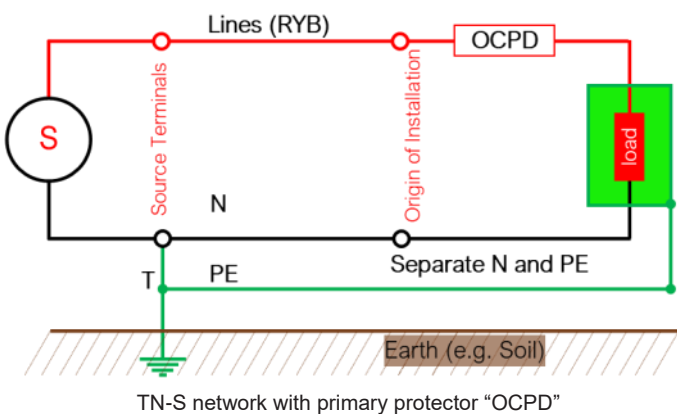 Lines (RYB)
OCPD
S
Source Terminals
Origin of Installation
load
N
Separate N and PE
T
PE
Earth (e.g. Soil)
TN-S network with primary protector “OCPD”